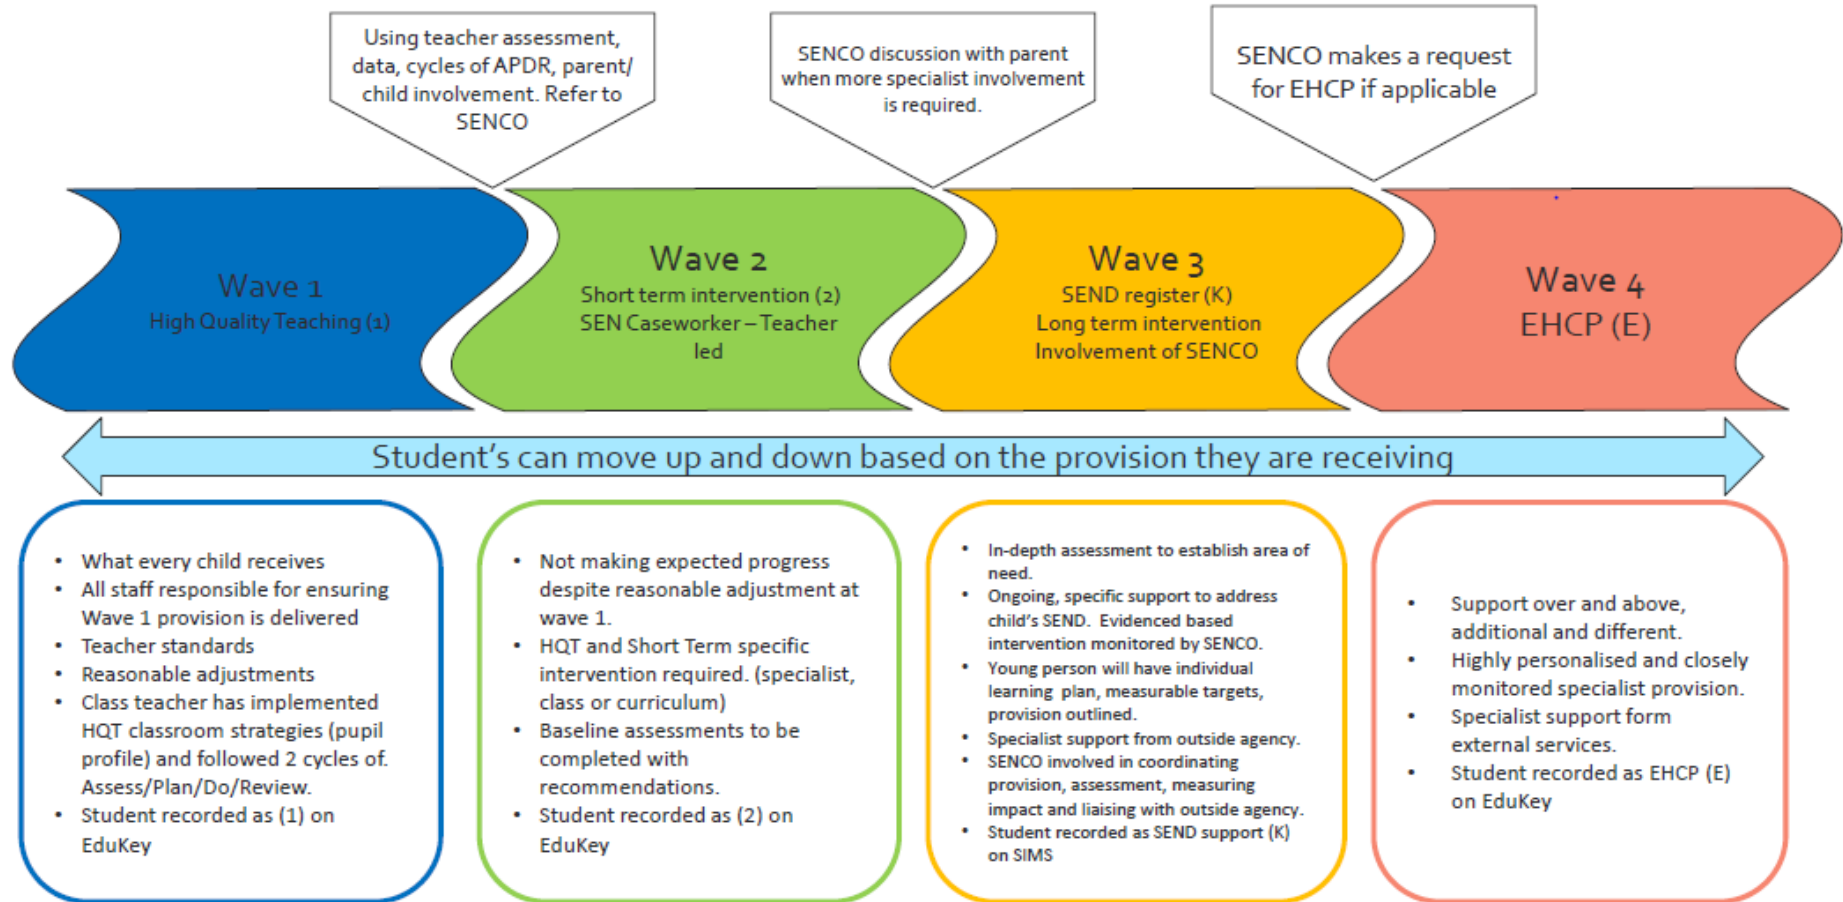 Using teacher assessment,
data, cycles of APDR, parent/
child involvement. Refer to
SENCO
SENCO discussion with parent
when more specialist involvement
is required.
SENCO makes a request
for EHCP if applicable
Wave 1
High Quality Teaching (1)
Wave 2
Short term intervention (2)
SEN Caseworker – Teacher
led
Wave 3
SEND register (K)
Long term intervention
Involvement of SENCO
Wave 4
EHCP (E)
Student's can move up and down based on the provision they are receiving
• What every child receives
• All staff responsible for ensuring
Wave 1 provision is delivered
• Teacher standards
• Reasonable adjustments
• Class teacher has implemented
HQT classroom strategies (pupil
profile) and followed 2 cycles of.
Assess/Plan/Do/Review.
• Student recorded as (1) on
EduKey
• Not making expected progress
despite reasonable adjustment at
wave 1.
• HQT and Short Term specific
intervention required. (specialist,
class or curriculum)
• Baseline assessments to be
completed with
recommendations.
• Student recorded as (2) on
EduKey
• In-depth assessment to establish area of
need.
• Ongoing, specific support to address
child's SEND. Evidenced based
intervention monitored by SENCO.
• Young person will have individual
learning plan, measurable targets,
provision outlined.
• Specialist support from outside agency.
• SENCO involved in coordinating
provision, assessment, measuring
impact and liaising with outside agency.
• Student recorded as SEND support (K)
on SIMS
• Support over and above,
additional and different.
• Highly personalised and closely
monitored specialist provision.
• Specialist support form
external services.
• Student recorded as EHCP (E)
on EduKey